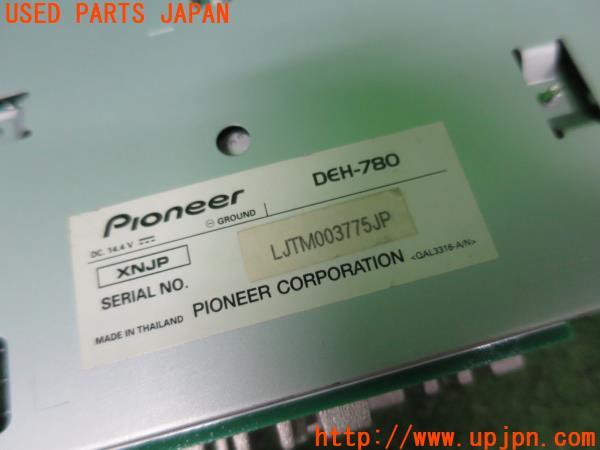 USED PARTS JAPAN
Pioneer DEH-780
DC. 14.4 V GROUND
XNJP
SERIAL NO. LJTM003775JP
PIONEER CORPORATION <QAL3316-A/N>
MADE IN THAILAND
http://www.upjpn.com/